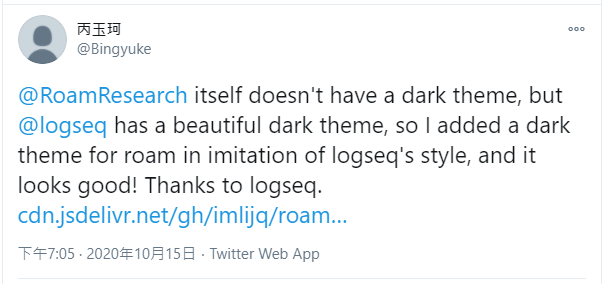 丙玉珂
@Bingyuke
@RoamResearch itself doesn't have a dark theme, but
@logseq has a beautiful dark theme, so I added a dark
theme for roam in imitation of logseq's style, and it
looks good! Thanks to logseq.
cdn.jsdelivr.net/gh/imlijq/roam...
下午7:05 · 2020年10月15日 · Twitter Web App